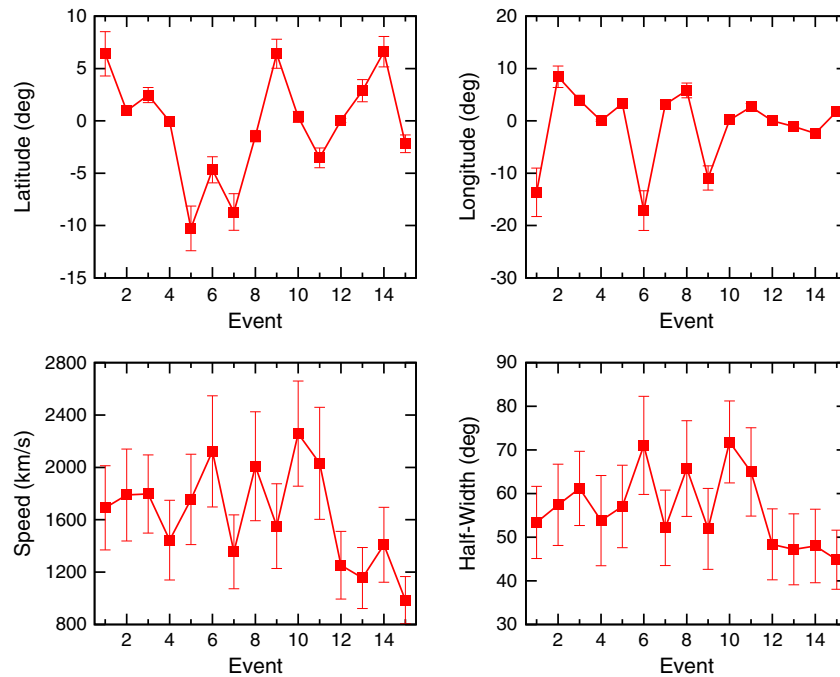 Latitude (deg)
10
5
0
-5
-10
-15
2 4 6 8 10 12 14
Event
Longitude (deg)
20
10
0
-10
-20
-30
2 4 6 8 10 12 14
Event
Speed (km/s)
2800
2400
2000
1600
1200
800
2 4 6 8 10 12 14
Event
Half-Width (deg)
90
80
70
60
50
40
30
2 4 6 8 10 12 14
Event